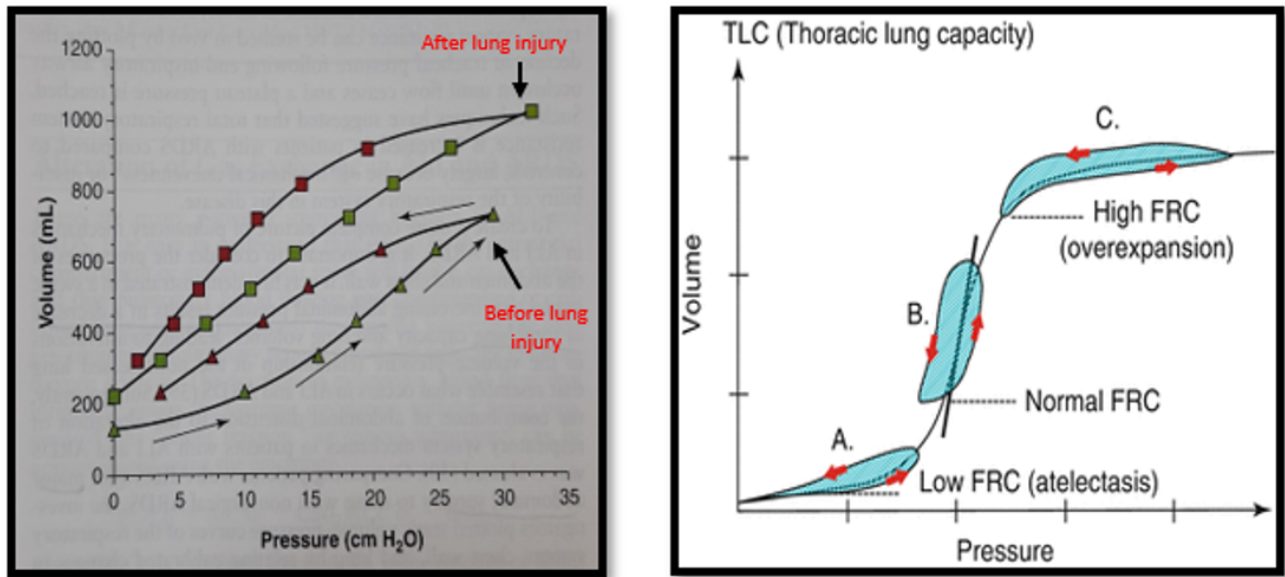 1200
1000
800
600
400
200
0
Volume (mL)
After lung injury
Before lung
injury
0 5 10 15 20 25 30 35
Pressure (cm H₂O)
TLC (Thoracic lung capacity)
Volume
C.
High FRC
(overexpansion)
B.
Normal FRC
A.
Low FRC (atelectasis)
Pressure